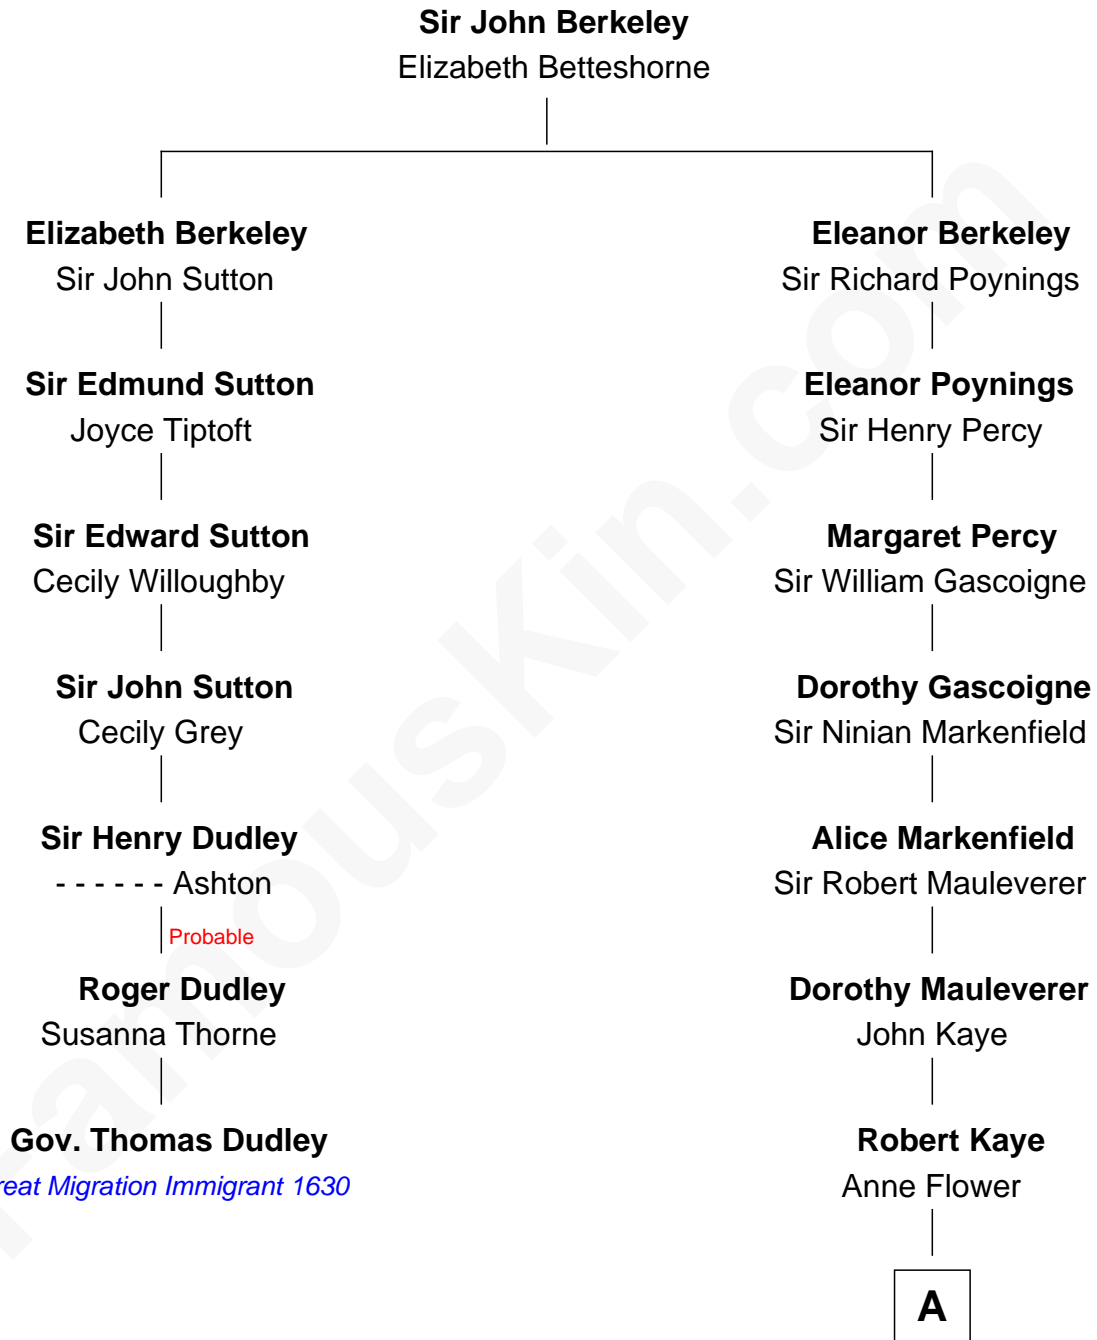 Sir John Berkeley
Elizabeth Betteshorne
Elizabeth Berkeley
Sir John Sutton
Sir Edmund Sutton
Joyce Tiptoft
Sir Edward Sutton
Cecily Willoughby
Sir John Sutton
Cecily Grey
Sir Henry Dudley
- - - - - - Ashton
Probable
Roger Dudley
Susanna Thorne
Gov. Thomas Dudley
reat Migration Immigrant 1630
Eleanor Berkeley
Sir Richard Poynings
Eleanor Poynings
Sir Henry Percy
Margaret Percy
Sir William Gascoigne
Dorothy Gascoigne
Sir Ninian Markenfield
Alice Markenfield
Sir Robert Mauleverer
Dorothy Mauleverer
John Kaye
Robert Kaye
Anne Flower
A
FamousKin.com